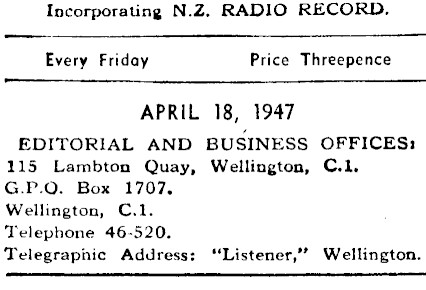 Incorporating N.Z. RADIO RECORD.
Every Friday Price Threepence
APRIL 18, 1947
EDITORIAL AND BUSINESS OFFICES:
115 Lambton Quay, Wellington, C.1.
G.P.O. Box 1707.
Wellington, C.1.
Telephone 46-520.
Telegraphic Address: "Listener," Wellington.